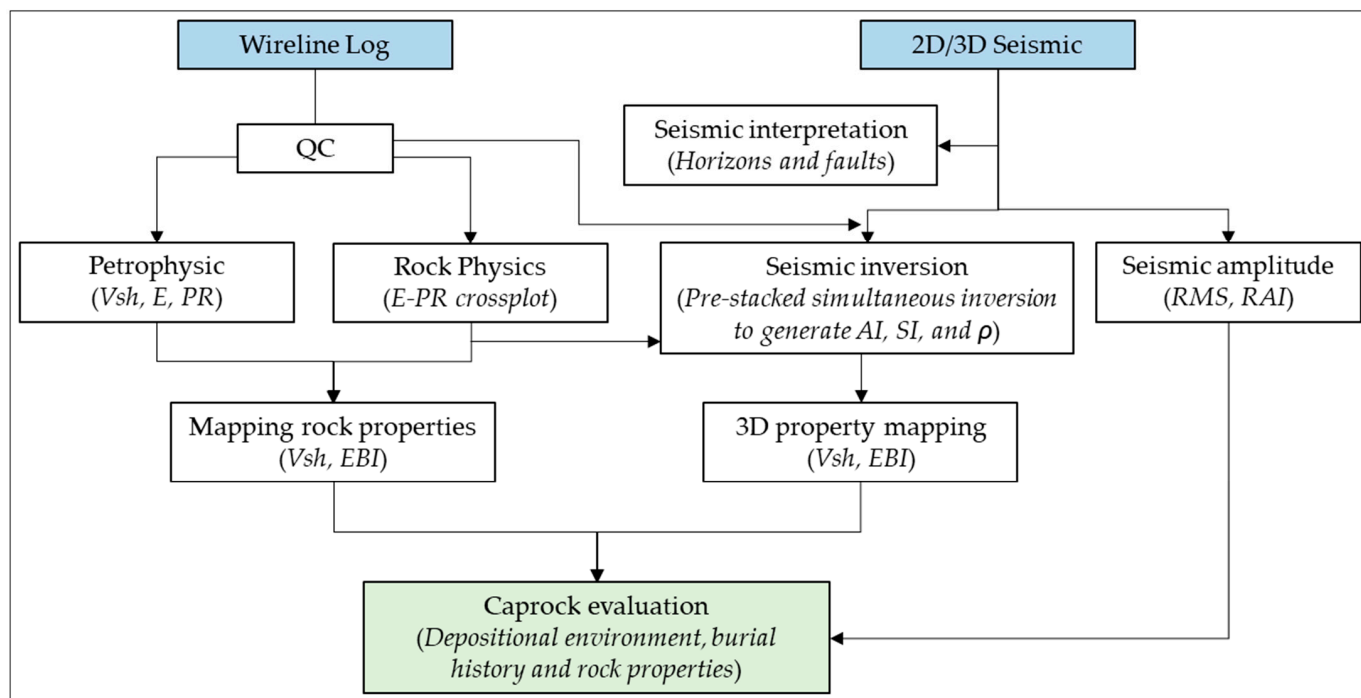 Wireline Log
2D/3D Seismic
QC
Seismic interpretation
(Horizons and faults)
Petrophysic
(Vsh, E, PR)
Rock Physics
(E-PR crossplot)
Seismic inversion
(Pre-stacked simultaneous inversion
to generate AI, SI, and ρ)
Seismic amplitude
(RMS, RAI)
Mapping rock properties
(Vsh, EBI)
3D property mapping
(Vsh, EBI)
Caprock evaluation
(Depositional environment, burial
history and rock properties)